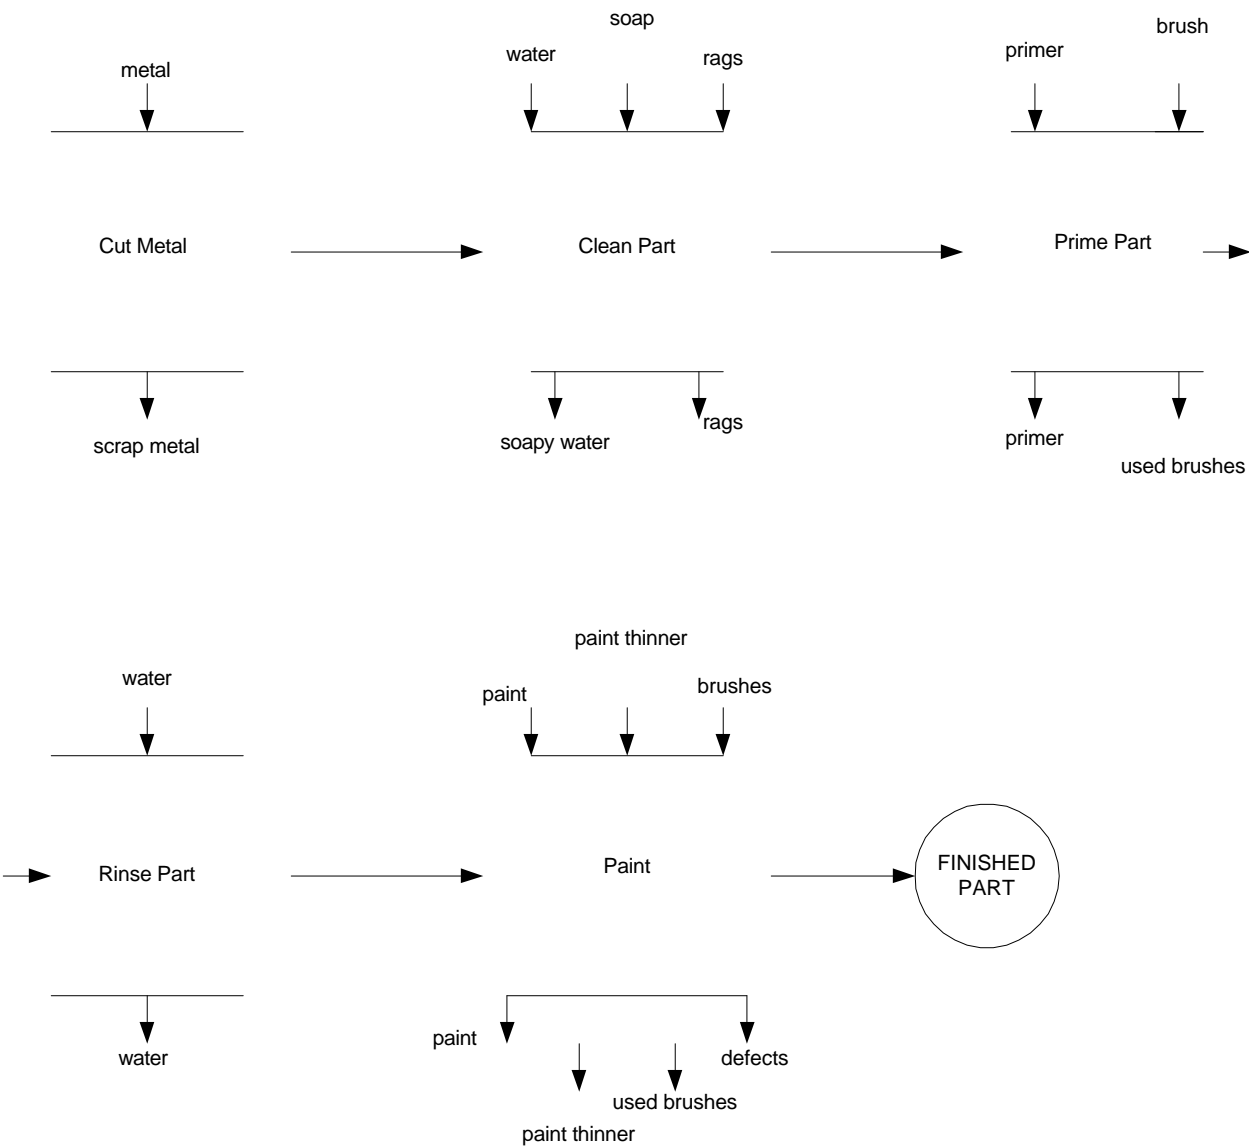 soap
brush
water
rags
primer
metal
Cut Metal
Clean Part
Prime Part
scrap metal
soapy water
rags
primer
used brushes
paint thinner
water
paint
brushes
Rinse Part
Paint
FINISHED
PART
water
paint
defects
used brushes
paint thinner